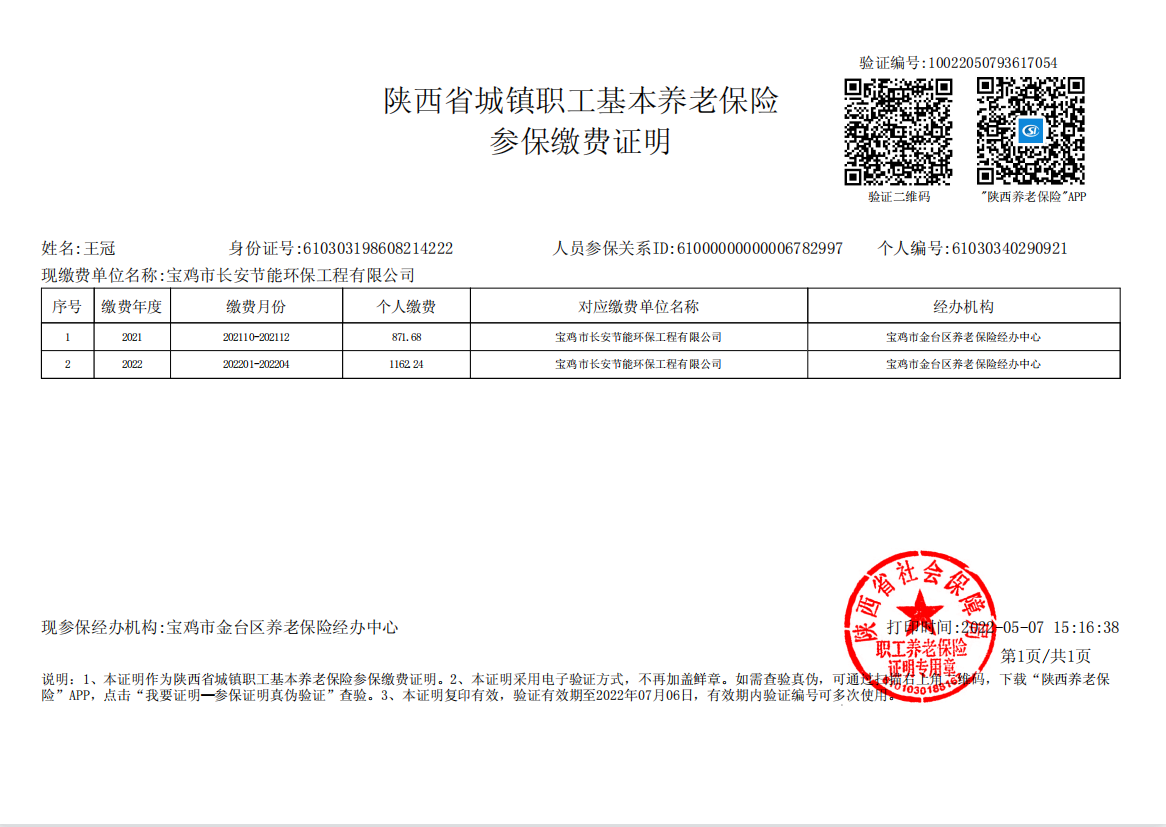 验证编号:10022050793617054
陕西省城镇职工基本养老保险
参保缴费证明
验证二维码 "陕西养老保险"APP
姓名:王冠 身份证号:610303198608214222 人员参保关系ID:61000000000006782997 个人编号:61030340290921
现缴费单位名称:宝鸡市长安节能环保工程有限公司
序号 缴费年度 缴费月份 个人缴费 对应缴费单位名称 经办机构
1 2021 202110-202112 871.68 宝鸡市长安节能环保工程有限公司 宝鸡市金台区养老保险经办中心
2 2022 202201-202204 1162.24 宝鸡市长安节能环保工程有限公司 宝鸡市金台区养老保险经办中心
陕西省社会保障局
职工养老保险
证明专用章
现参保经办机构:宝鸡市金台区养老保险经办中心 打印时间:2022-05-07 15:16:38
第1页/共1页
说明：1、本证明作为陕西省城镇职工基本养老保险参保缴费证明。2、本证明采用电子验证方式，不再加盖鲜章。如需查验真伪，可通过扫描右上角二维码，下载“陕西养老保
险”APP，点击“我要证明—参保证明真伪验证”查验。3、本证明复印有效，验证有效期至2022年07月06日，有效期内验证编号可多次使用。